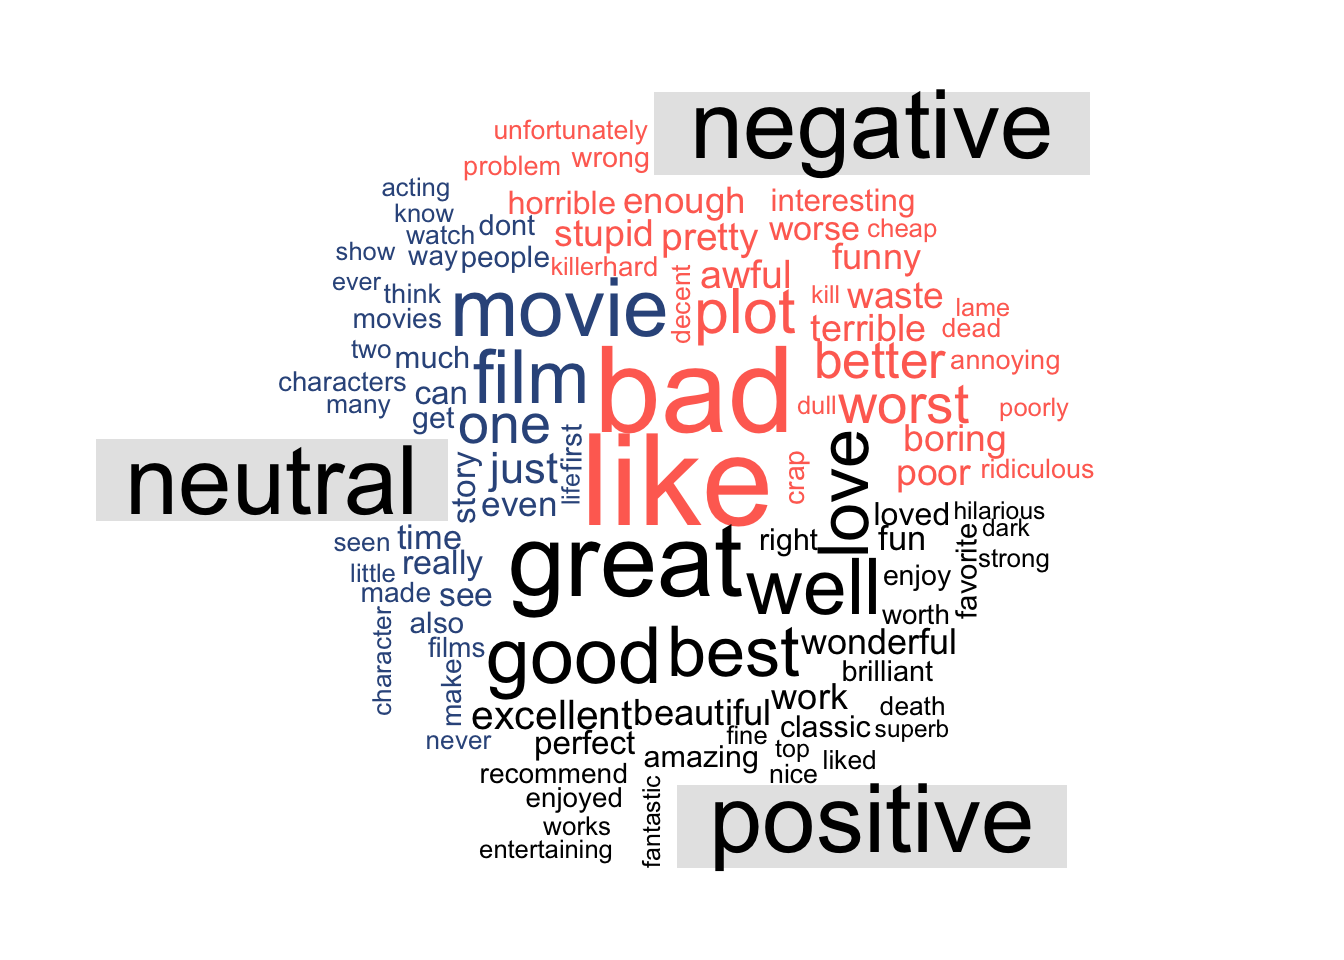 negative
unfortunately
problem wrong
acting
know
watch dont
show way people
ever think
movies
two much
characters can
many get
movie
film
one
just
even
story
life first
horrible enough interesting
stupid pretty worse cheap
killer hard awful funny
decent plot kill waste lame
terrible dead
better annoying
bad
dull worst poorly
like
crap
boring
poor ridiculous
neutral
seen time
little really
made see
also
films
character
make
never
love
loved hilarious
right fun dark
favorite strong
great
well enjoy
worth
good best wonderful
brilliant
work death
excellent beautiful classic superb
perfect fine top
amazing nice liked
recommend
enjoyed
works
entertaining
fantastic
positive